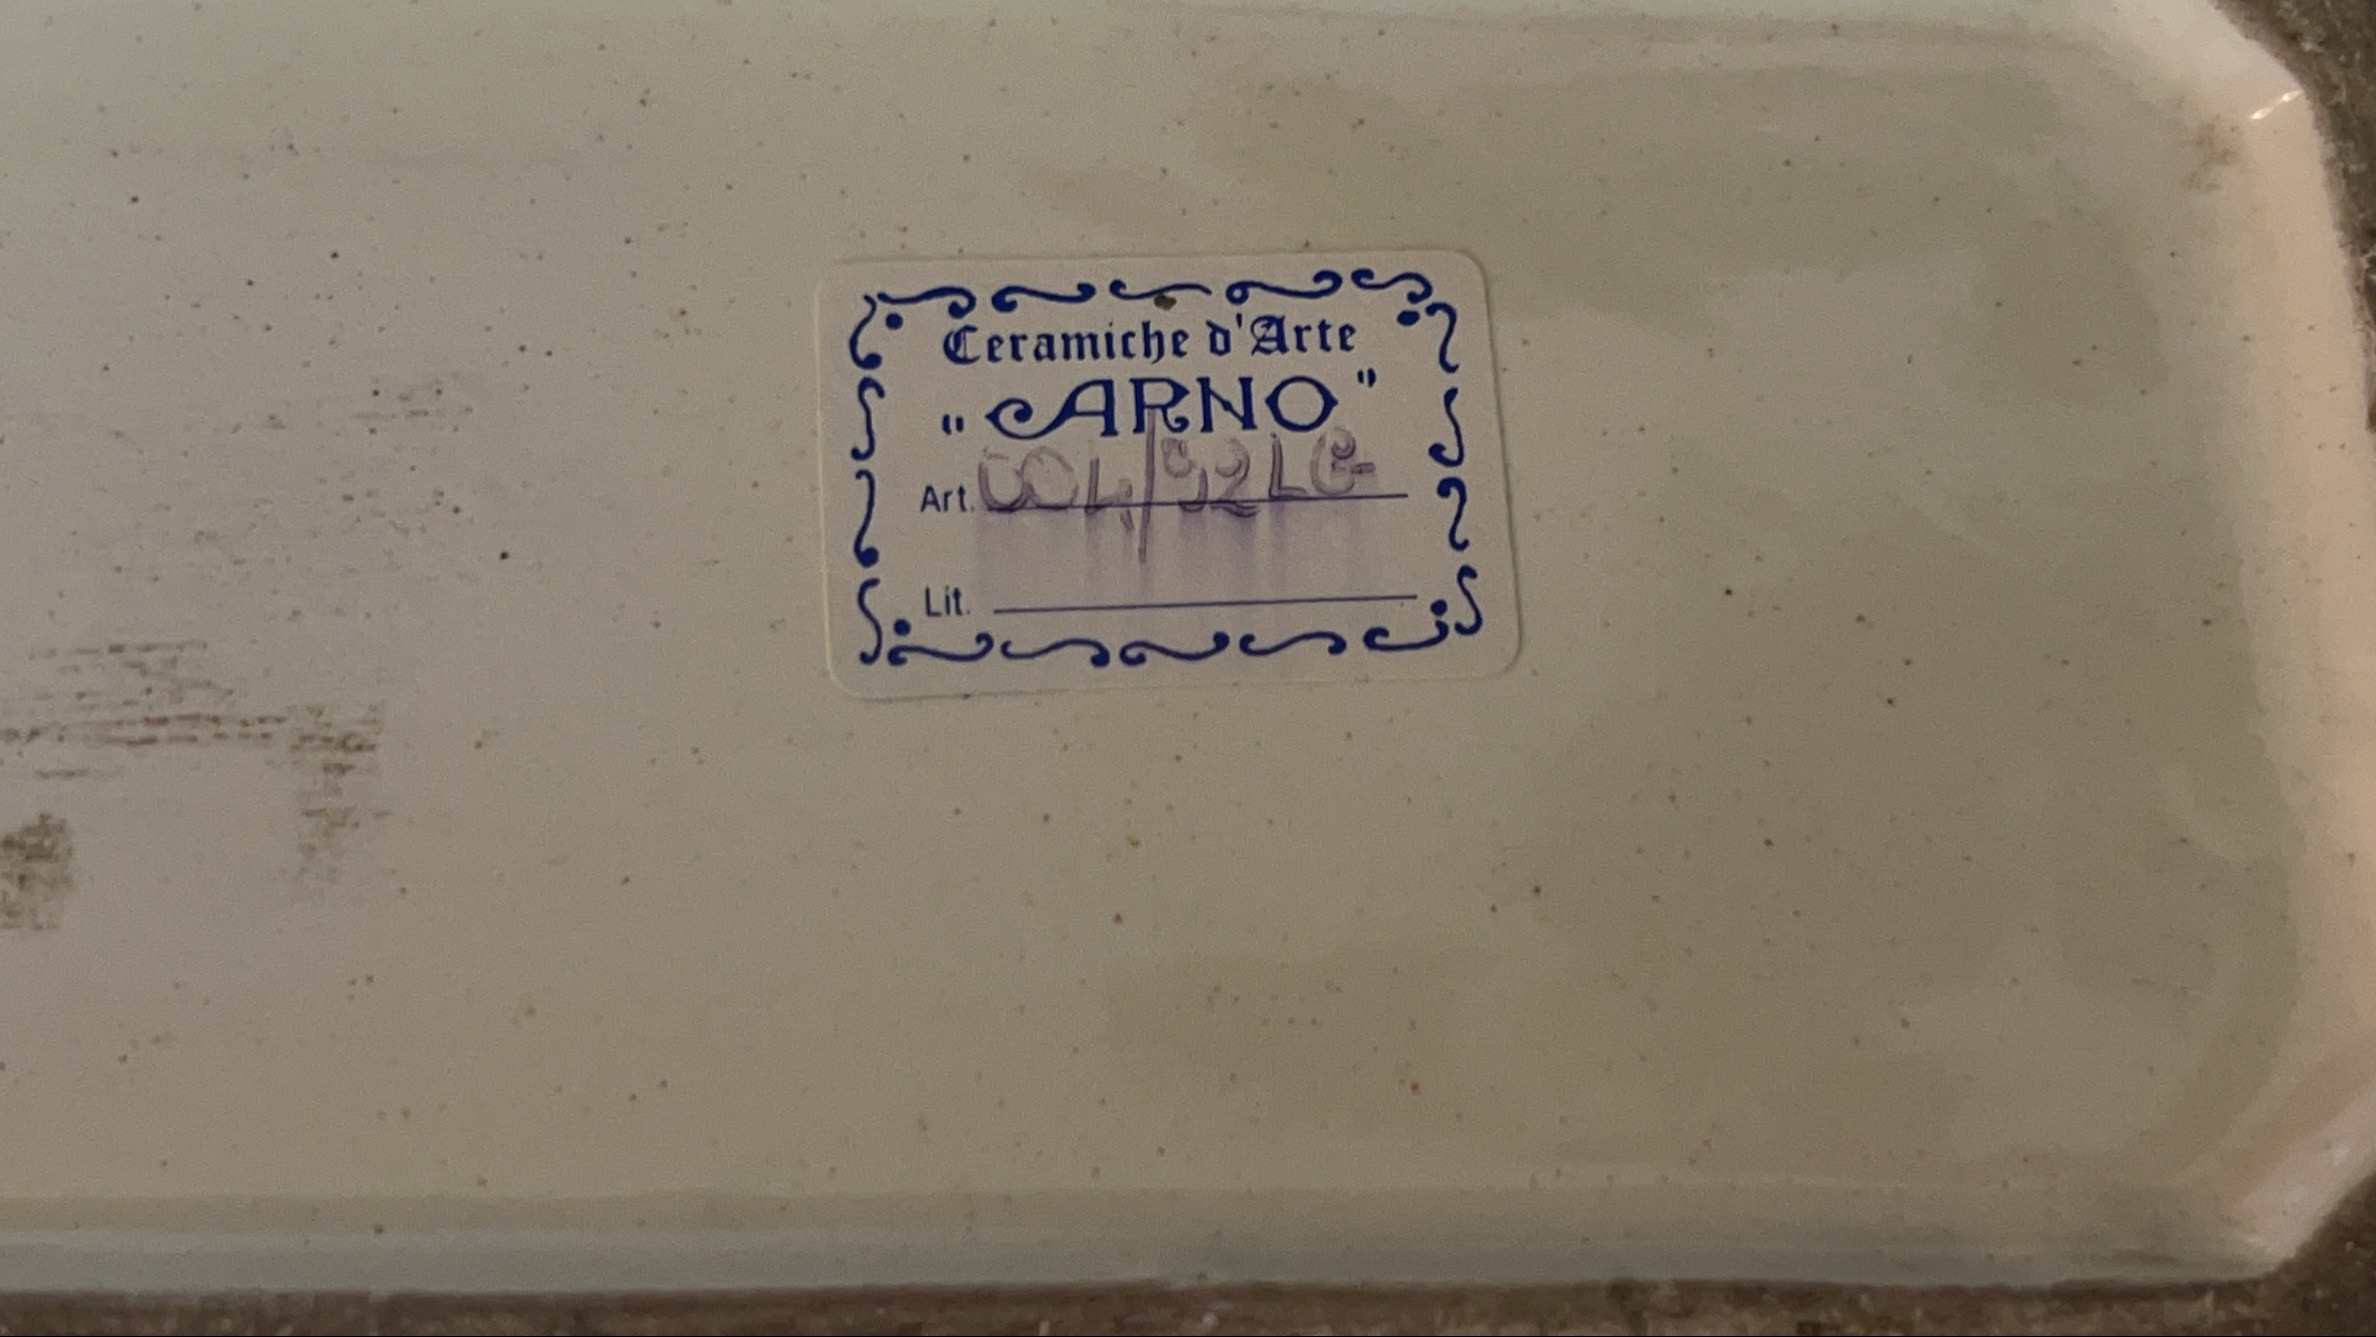 Ceramiche d'Arte
"ARNO"
Art.
Lit.